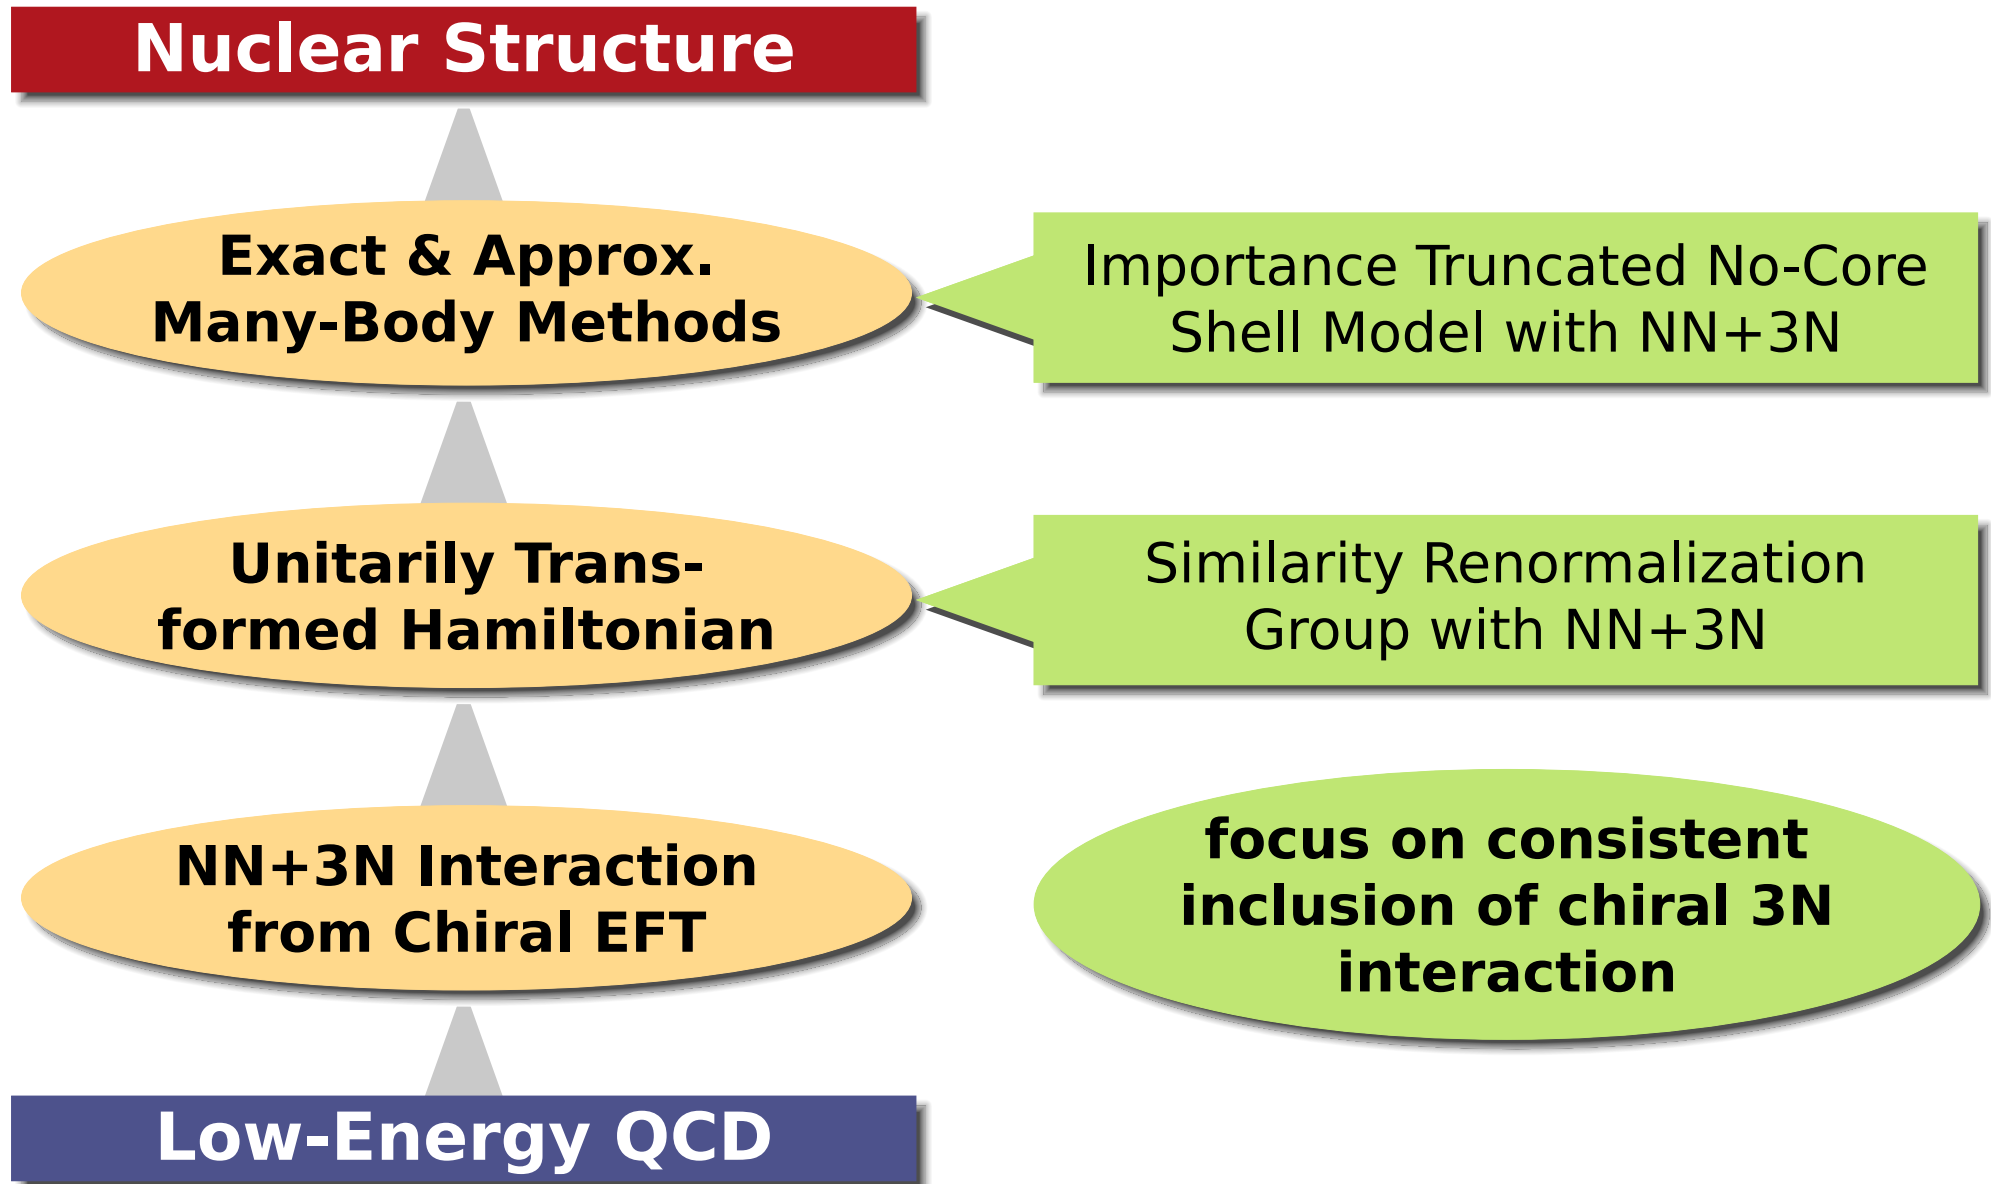 Nuclear Structure
Exact & Approx.
Many-Body Methods
Importance Truncated No-Core
Shell Model with NN+3N
Unitarily Trans-
formed Hamiltonian
Similarity Renormalization
Group with NN+3N
NN+3N Interaction
from Chiral EFT
focus on consistent
inclusion of chiral 3N
interaction
Low-Energy QCD